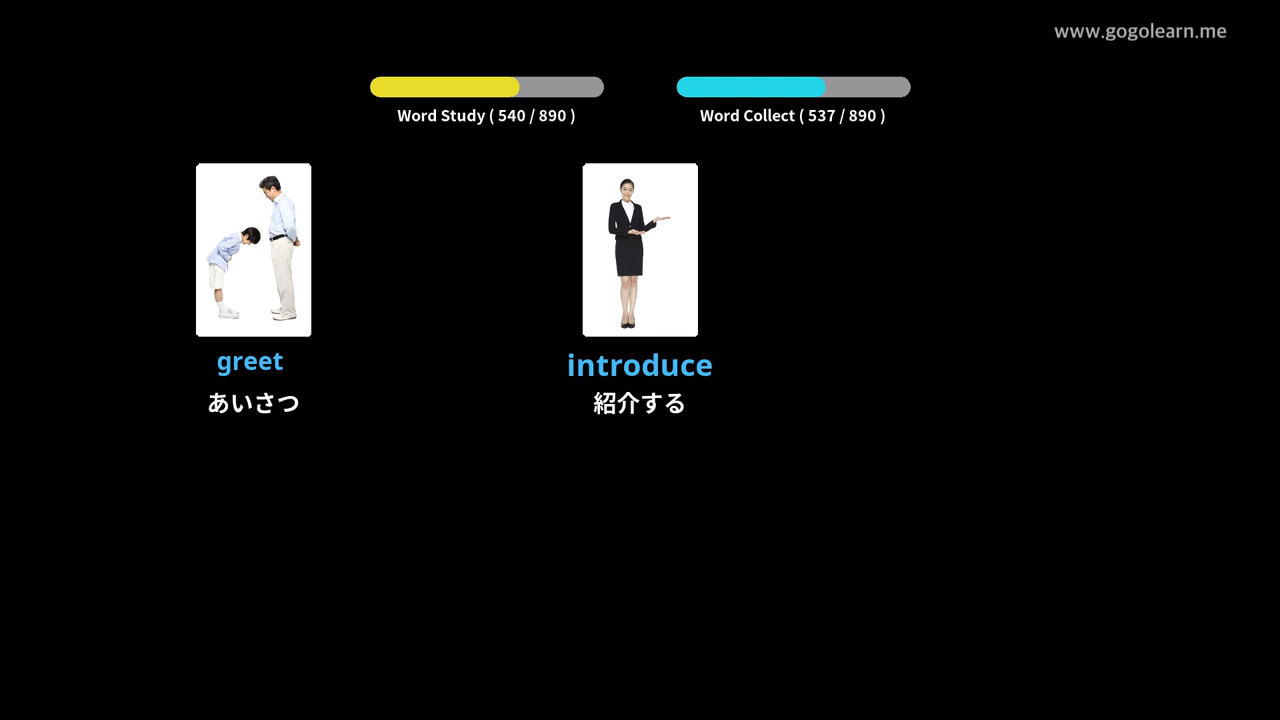 www.gogolearn.me
Word Study ( 540 / 890 )
Word Collect ( 537 / 890 )
greet
あいさつ
introduce
紹介する